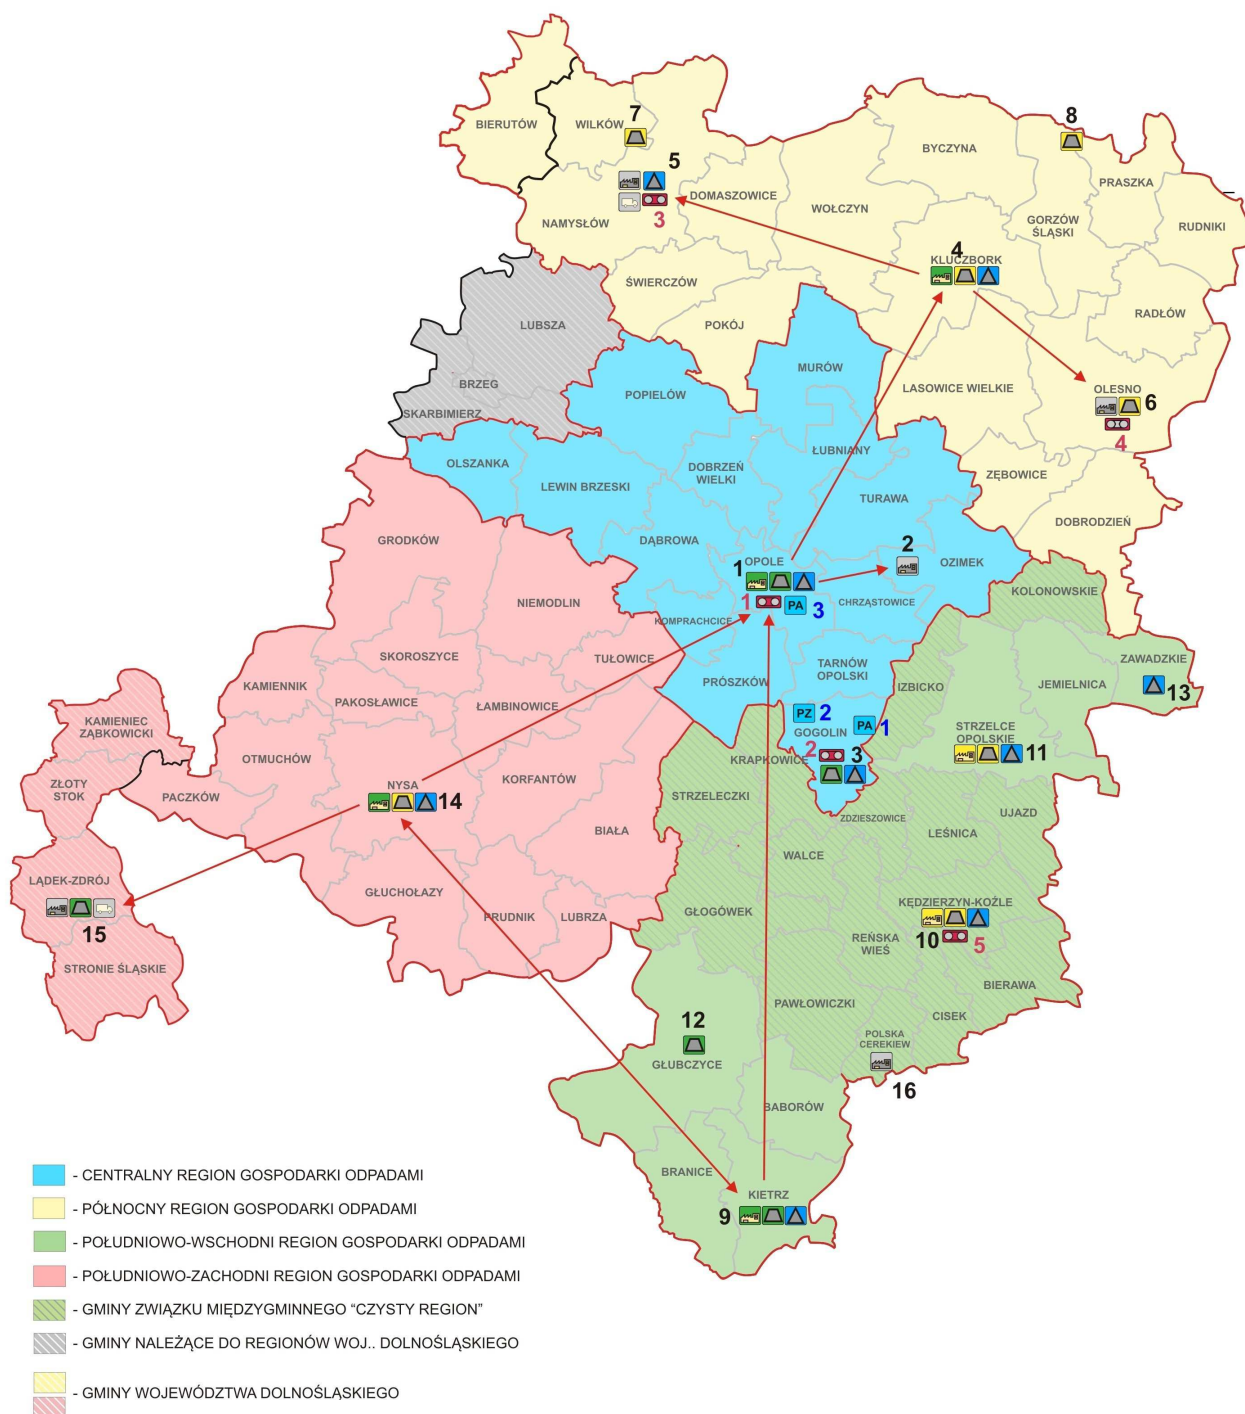 BIERUTÓW
WILKÓW
7
8
BYCZYNA
5
PRASZKA
DOMASZOWICE
WOŁCZYN
GORZÓW
ŚLĄSKI
RUDNIKI
NAMYSŁÓW
3
4
KLUCZBORK
ŚWIERCZÓW
RADŁÓW
LUBSZA
POKÓJ
MURÓW
BRZEG
SKARBIMIERZ
POPIELÓW
LASOWICE WIELKIE
OLESNO
6
4
ŁUBNIANY
OLSZANKA
LEWIN BRZESKI
DOBRZEŃ
WIELKI
ZĘBOWICE
TURAWA
DOBRODZIEŃ
GRODKÓW
DĄBROWA
2
OZIMEK
OPOLE
1
KOLONOWSKIE
NIEMODLIN
1
PA
3
CHRZĄSTOWICE
KOMPRACHCICE
SKOROSZYCE
TUŁOWICE
ZAWADZKIE
TARNÓW
OPOLSKI
PRÓSZKÓW
IZBICKO
JEMIELNICA
13
KAMIENNIK
PAKOSŁAWICE
ŁAMBINOWICE
KAMIENIEC
ZĄBKOWICKI
PZ
2
PA
1
GOGOLIN
STRZELCE
OPOLSKIE
11
OTMUCHÓW
2
3
KRAPKOWICE
ZŁOTY
STOK
PACZKÓW
NYSA
14
KORFANTÓW
STRZELECZKI
ZDZIESZOWICE
UJAZD
BIAŁA
LEŚNICA
WALCE
LĄDEK-ZDRÓJ
GŁUCHOŁAZY
PRUDNIK
LUBRZA
GŁOGÓWEK
KĘDZIERZYN-KOŹLE
15
REŃSKA
WIEŚ
10
5
STRONIE ŚLĄSKIE
BIERAWA
PAWŁOWICZKI
CISEK
12
GŁUBCZYCE
POLSKA
CEREKIEW
16
BABORÓW
BRANICE
KIETRZ
9
- CENTRALNY REGION GOSPODARKI ODPADAMI
- PÓŁNOCNY REGION GOSPODARKI ODPADAMI
- POŁUDNIOWO-WSCHODNI REGION GOSPODARKI ODPADAMI
- POŁUDNIOWO-ZACHODNI REGION GOSPODARKI ODPADAMI
- GMINY ZWIĄZKU MIĘDZYGMINNEGO “CZYSTY REGION”
- GMINY NALEŻĄCE DO REGIONÓW WOJ.. DOLNOŚLĄSKIEGO
- GMINY WOJEWÓDZTWA DOLNOŚLĄSKIEGO